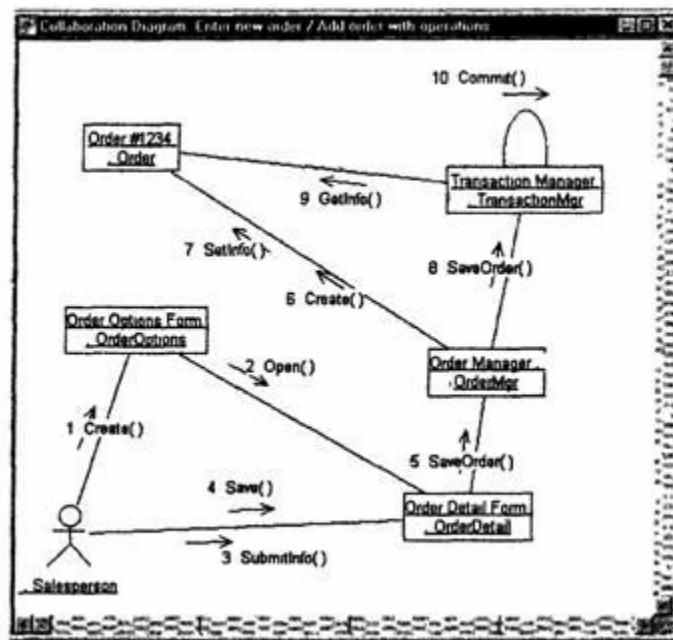 Collaboration Diagram: Enter new order / Add order with operations
10 Commit()
Order #1234
: Order
Transaction Manager
: TransactionMgr
9 GetInfo()
7 SetInfo()
8 SaveOrder()
6 Create()
Order Options Form
: OrderOptions
2 Open()
Order Manager
: OrderMgr
1 Create()
5 SaveOrder()
4 Save()
Order Detail Form
: OrderDetail
3 SubmitInfo()
: Salesperson